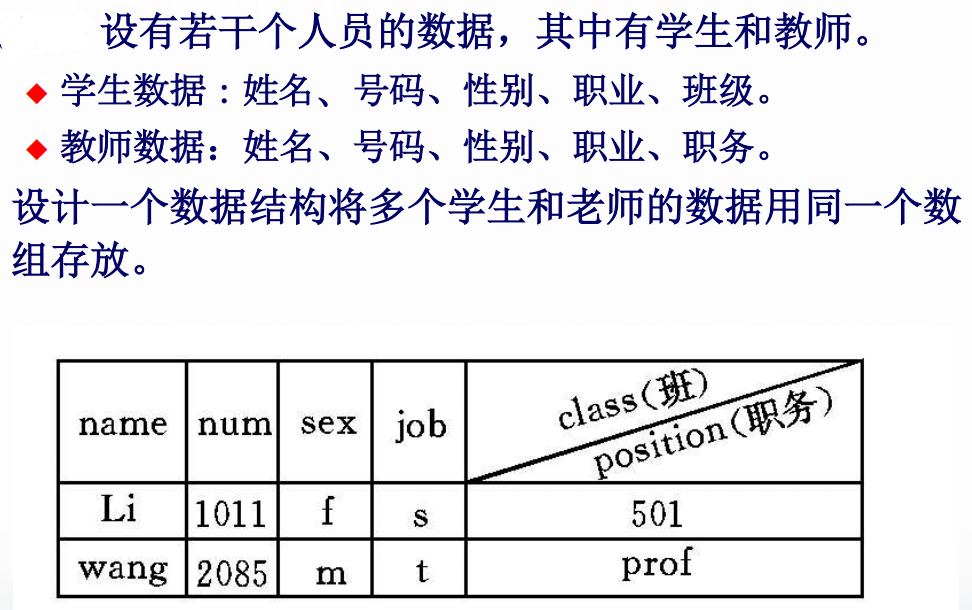 设有若干个人员的数据，其中有学生和教师。
学生数据：姓名、号码、性别、职业、班级。
教师数据：姓名、号码、性别、职业、职务。
设计一个数据结构将多个学生和老师的数据用同一个数
组存放。
name num sex job class(班) position(职务)
Li 1011 f s 501
wang 2085 m t prof